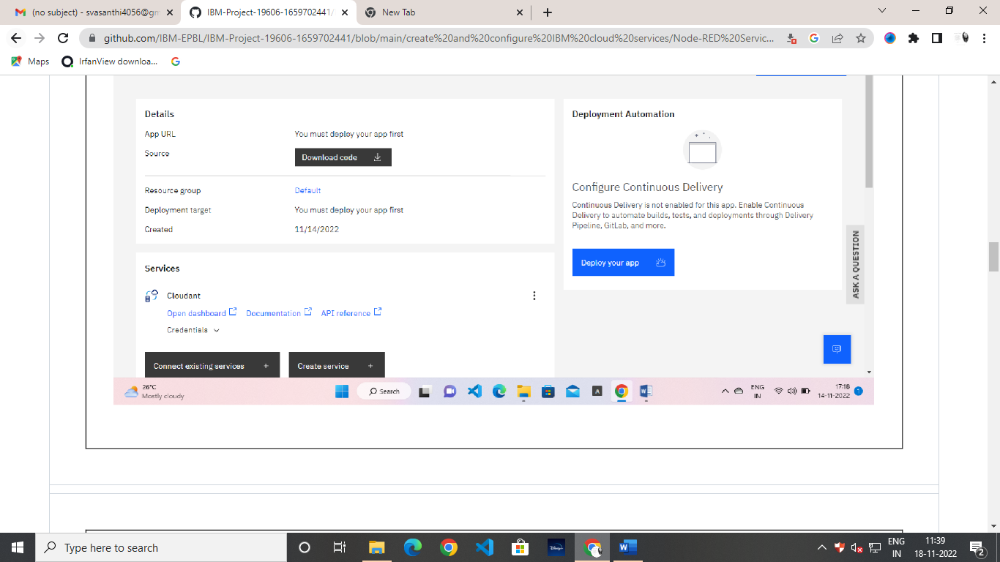 (no subject) - svasanthi4056@gm
IBM-Project-19606-1659702441/
New Tab
github.com/IBM-EPBL/IBM-Project-19606-1659702441/blob/main/create%20and%20configure%20IBM%20cloud%20services/Node-RED%20Servic...
Maps
IrfanView downloa...
Details
App URL
You must deploy your app first
Source
Download code
Resource group
Default
Deployment target
You must deploy your app first
Created
11/14/2022
Deployment Automation
Configure Continuous Delivery
Continuous Delivery is not enabled for this app. Enable Continuous
Delivery to automate builds, tests, and deployments through Delivery
Pipeline, GitLab, and more.
Deploy your app
ASK A QUESTION
Services
Cloudant
Open dashboard
Documentation
API reference
Credentials
Connect existing services +
Create service +
26°C
Mostly cloudy
Search
A
ENG
IN
17:18
14-11-2022
1
Type here to search
Disney+
ENG
IN
11:39
18-11-2022
2